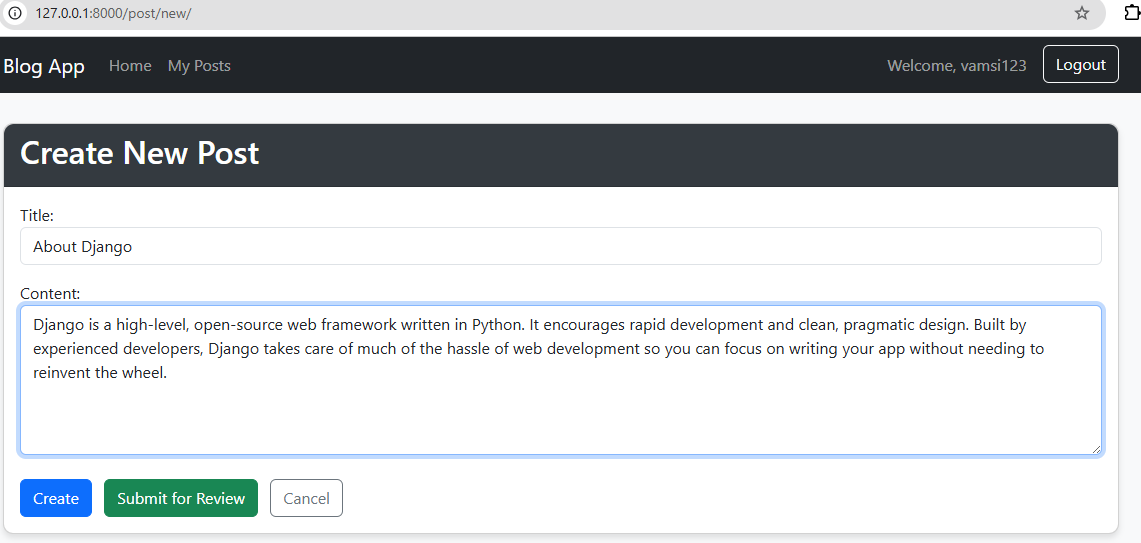 127.0.0.1:8000/post/new/
Blog App Home My Posts Welcome, vamsi123 Logout
Create New Post
Title:
About Django
Content:
Django is a high-level, open-source web framework written in Python. It encourages rapid development and clean, pragmatic design. Built by
experienced developers, Django takes care of much of the hassle of web development so you can focus on writing your app without needing to
reinvent the wheel.
Create Submit for Review Cancel